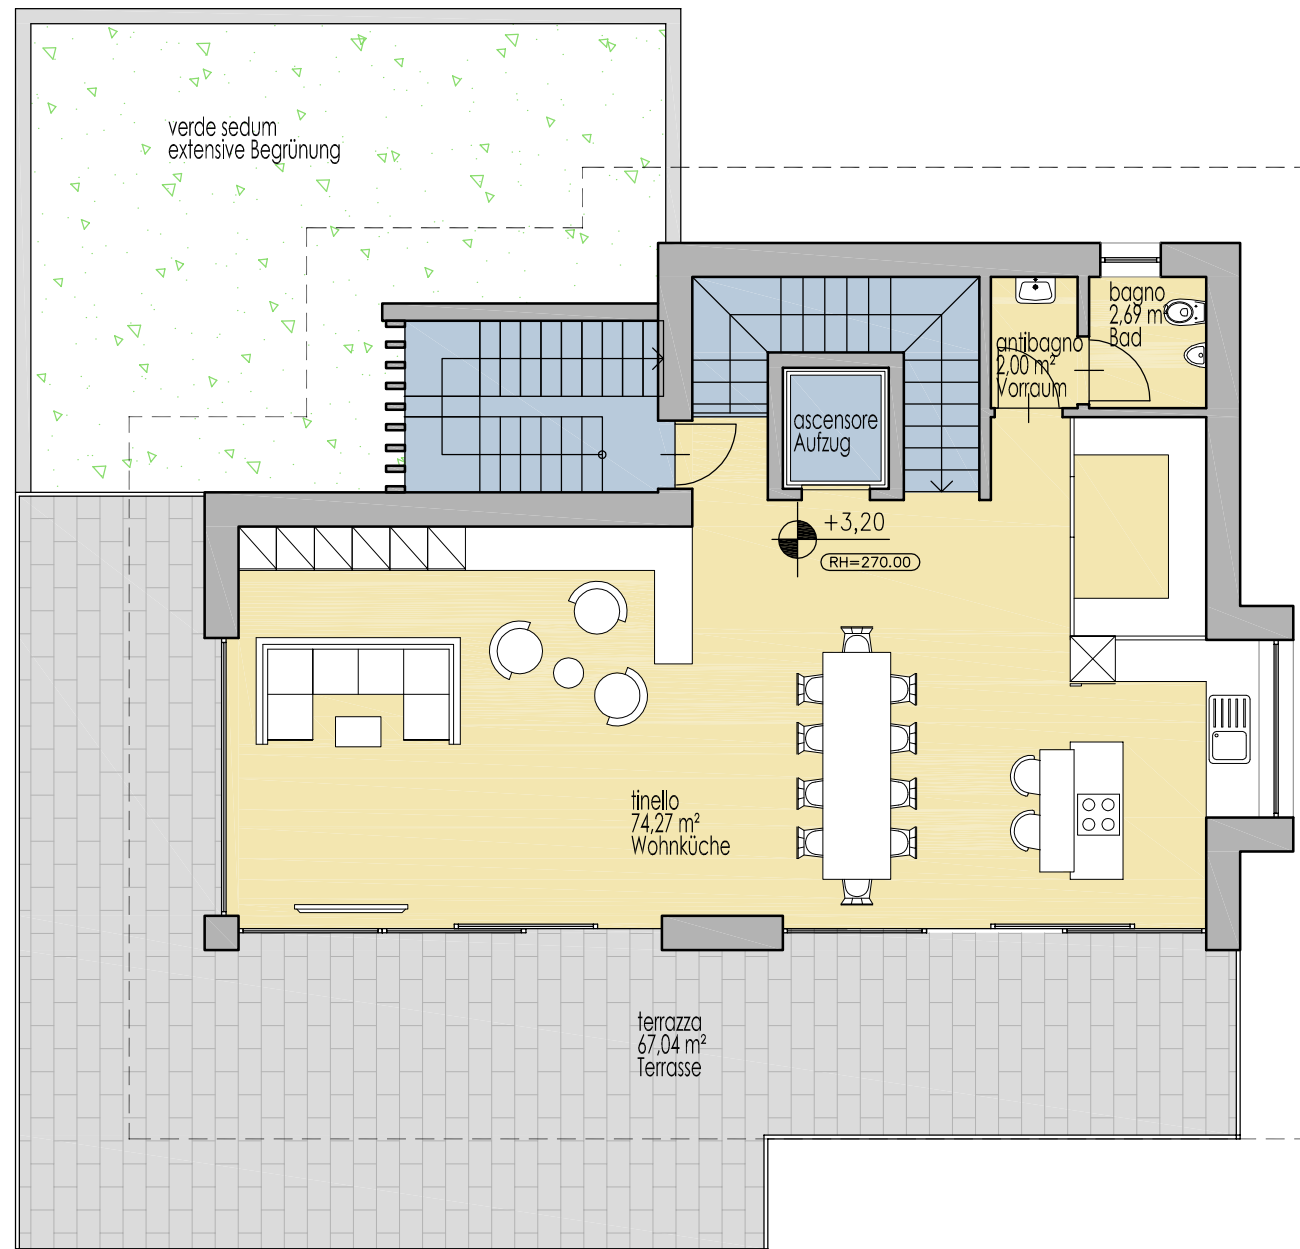 verde sedum
extensive Begrünung
bagno
2,69 m²
Bad
antibagno
2,00 m²
Vorraum
ascensore
Aufzug
+3,20
RH=270.00
tinello
74,27 m²
Wohnküche
terrazza
67,04 m²
Terrasse